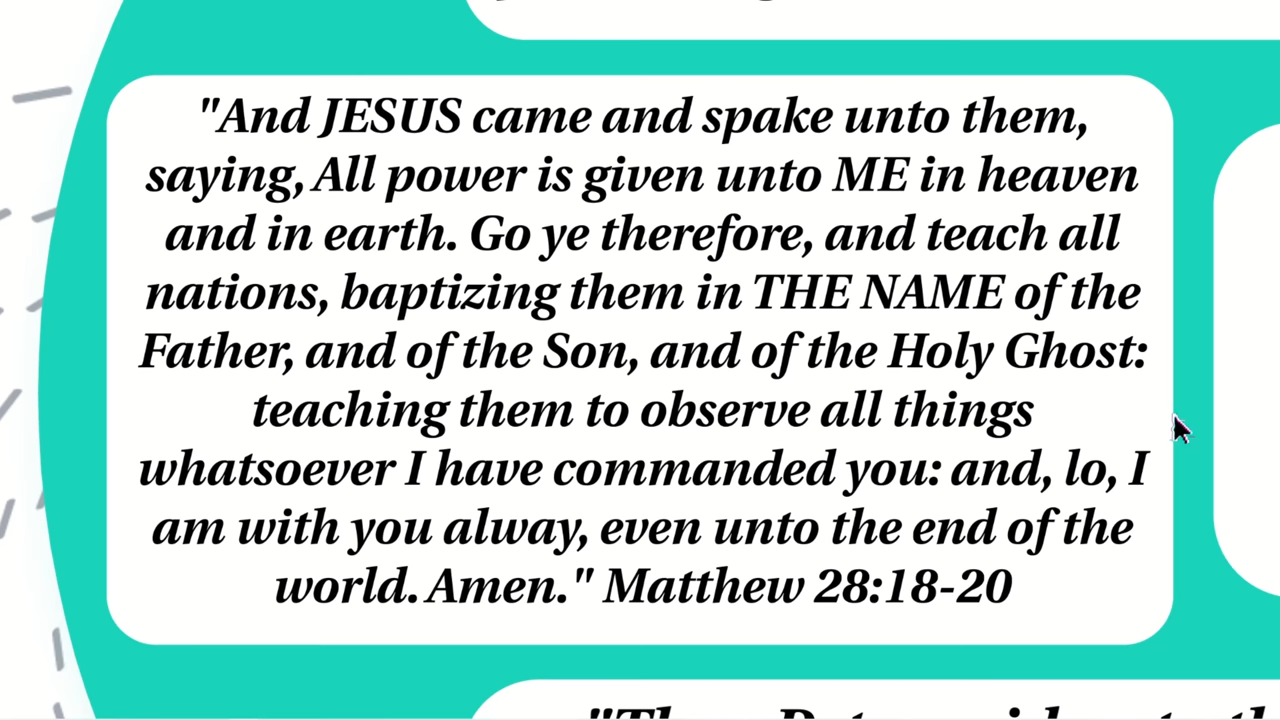 "And JESUS came and spake unto them,
saying, All power is given unto ME in heaven
and in earth. Go ye therefore, and teach all
nations, baptizing them in THE NAME of the
Father, and of the Son, and of the Holy Ghost:
teaching them to observe all things
whatsoever I have commanded you: and, lo, I
am with you alway, even unto the end of the
world. Amen." Matthew 28:18-20